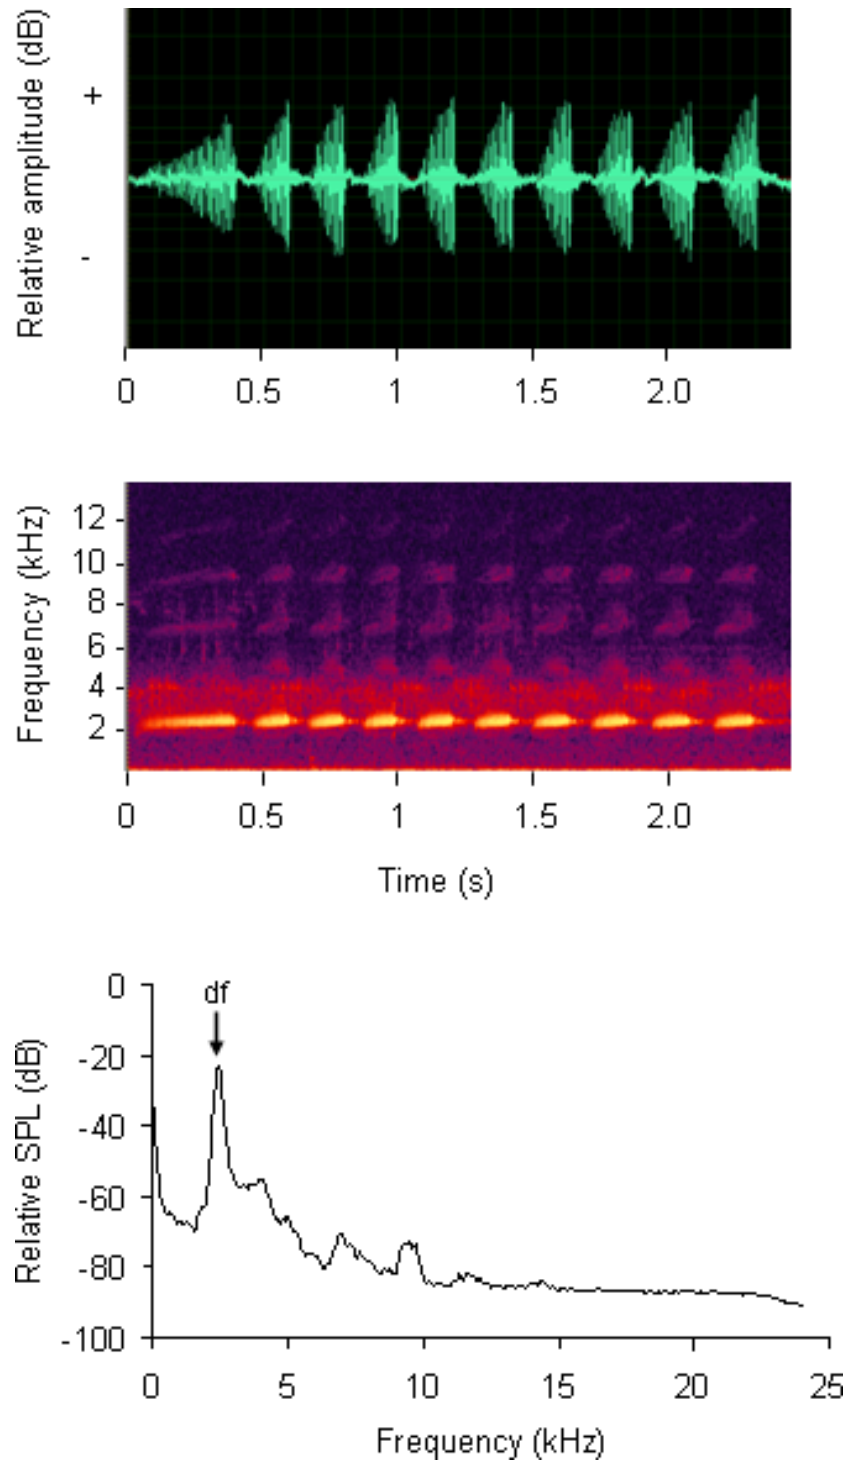 Relative amplitude (dB)
+
-
0 0.5 1 1.5 2.0
Frequency (kHz)
12
10
8
6
4
2
0 0.5 1 1.5 2.0
Time (s)
Relative SPL (dB)
0
-20
-40
-60
-80
-100
df
0 5 10 15 20 25
Frequency (kHz)